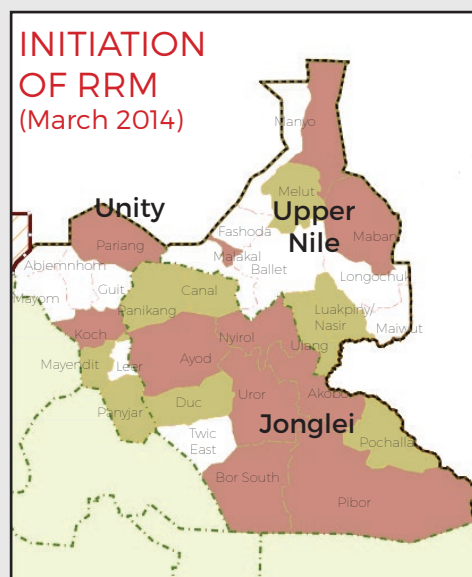 INITIATION
OF RRM
(March 2014)
Manyo
Melut
Unity
Upper
Nile
Maban
Pariang
Fashoda
Malakal
Ballet
Abiemnhom
Longochuk
Mayom
Guit
Canal
Panikang
Luakpiny/
Nasir
Maiwut
Koch
Nyirol
Ulang
Mayendit
Leer
Ayod
Uror
Akobo
Panyjar
Duc
Jonglei
Pochalla
Twic
East
Bor South
Pibor